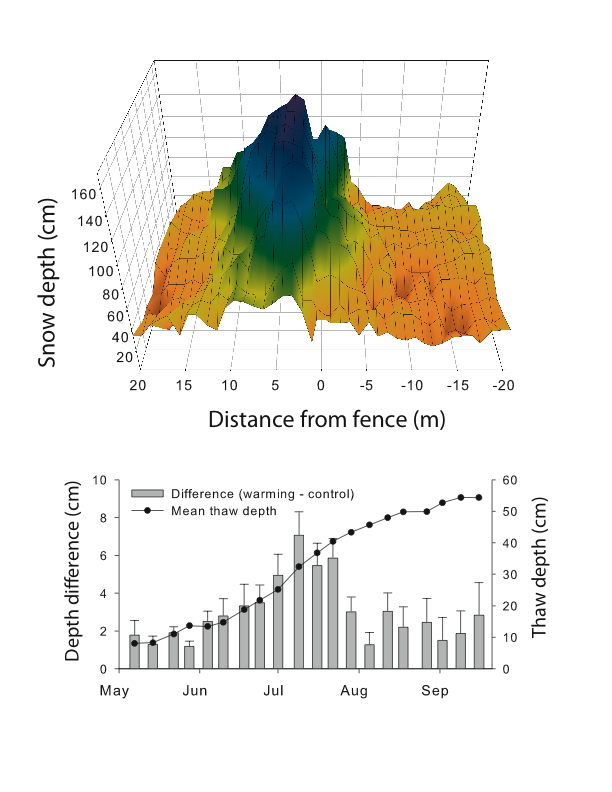 Snow depth (cm)
160
140
120
100
80
60
40
20
20 15 10 5 0 -5 -10 -15 -20
Distance from fence (m)
Depth difference (cm)
10
8
6
4
2
0
Difference (warming - control)
Mean thaw depth
60
50
40
30
20
10
0
Thaw depth (cm)
May Jun Jul Aug Sep